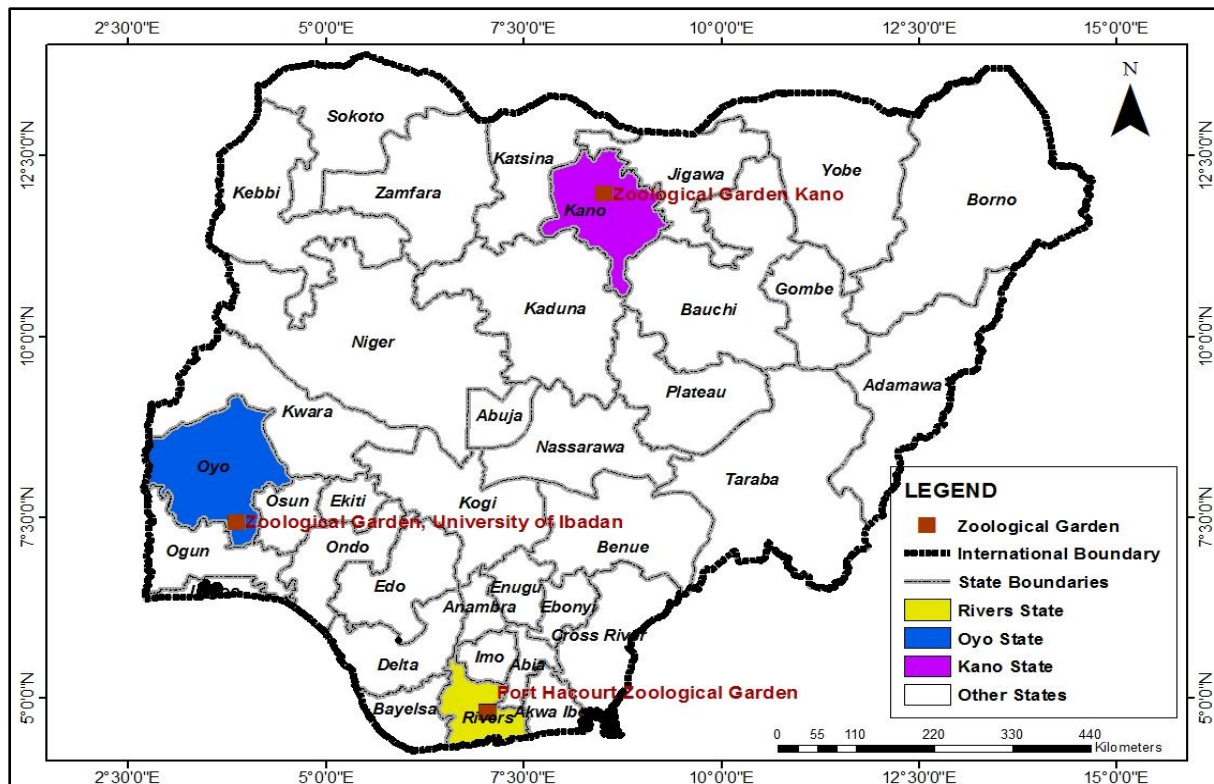 2°30'0"E 5°0'0"E 7°30'0"E 10°0'0"E 12°30'0"E 15°0'0"E
N
Sokoto
12°30'0"N
12°30'0"N
Katsina
Jigawa
Yobe
Kebbi
Zamfara
Zoological Garden Kano
Borno
Kano
Gombe
Kaduna
Bauchi
10°0'0"N
10°0'0"N
Niger
Adamawa
Plateau
Kwara
Abuja
Nassarawa
Oyo
Taraba
Osun
Ekiti
Kogi
7°30'0"N
7°30'0"N
Zoological Garden, University of Ibadan
Ogun
Ondo
Benue
Edo
Enugu
Anambra
Ebonyi
Cross River
Imo
Abia
Delta
Port Hacourt Zoological Garden
5°0'0"N
5°0'0"N
Bayelsa
Rivers
Akwa
LEGEND
Zoological Garden
International Boundary
State Boundaries
Rivers State
Oyo State
Kano State
Other States
0 55 110 220 330 440
Kilometers
2°30'0"E 5°0'0"E 7°30'0"E 10°0'0"E 12°30'0"E 15°0'0"E